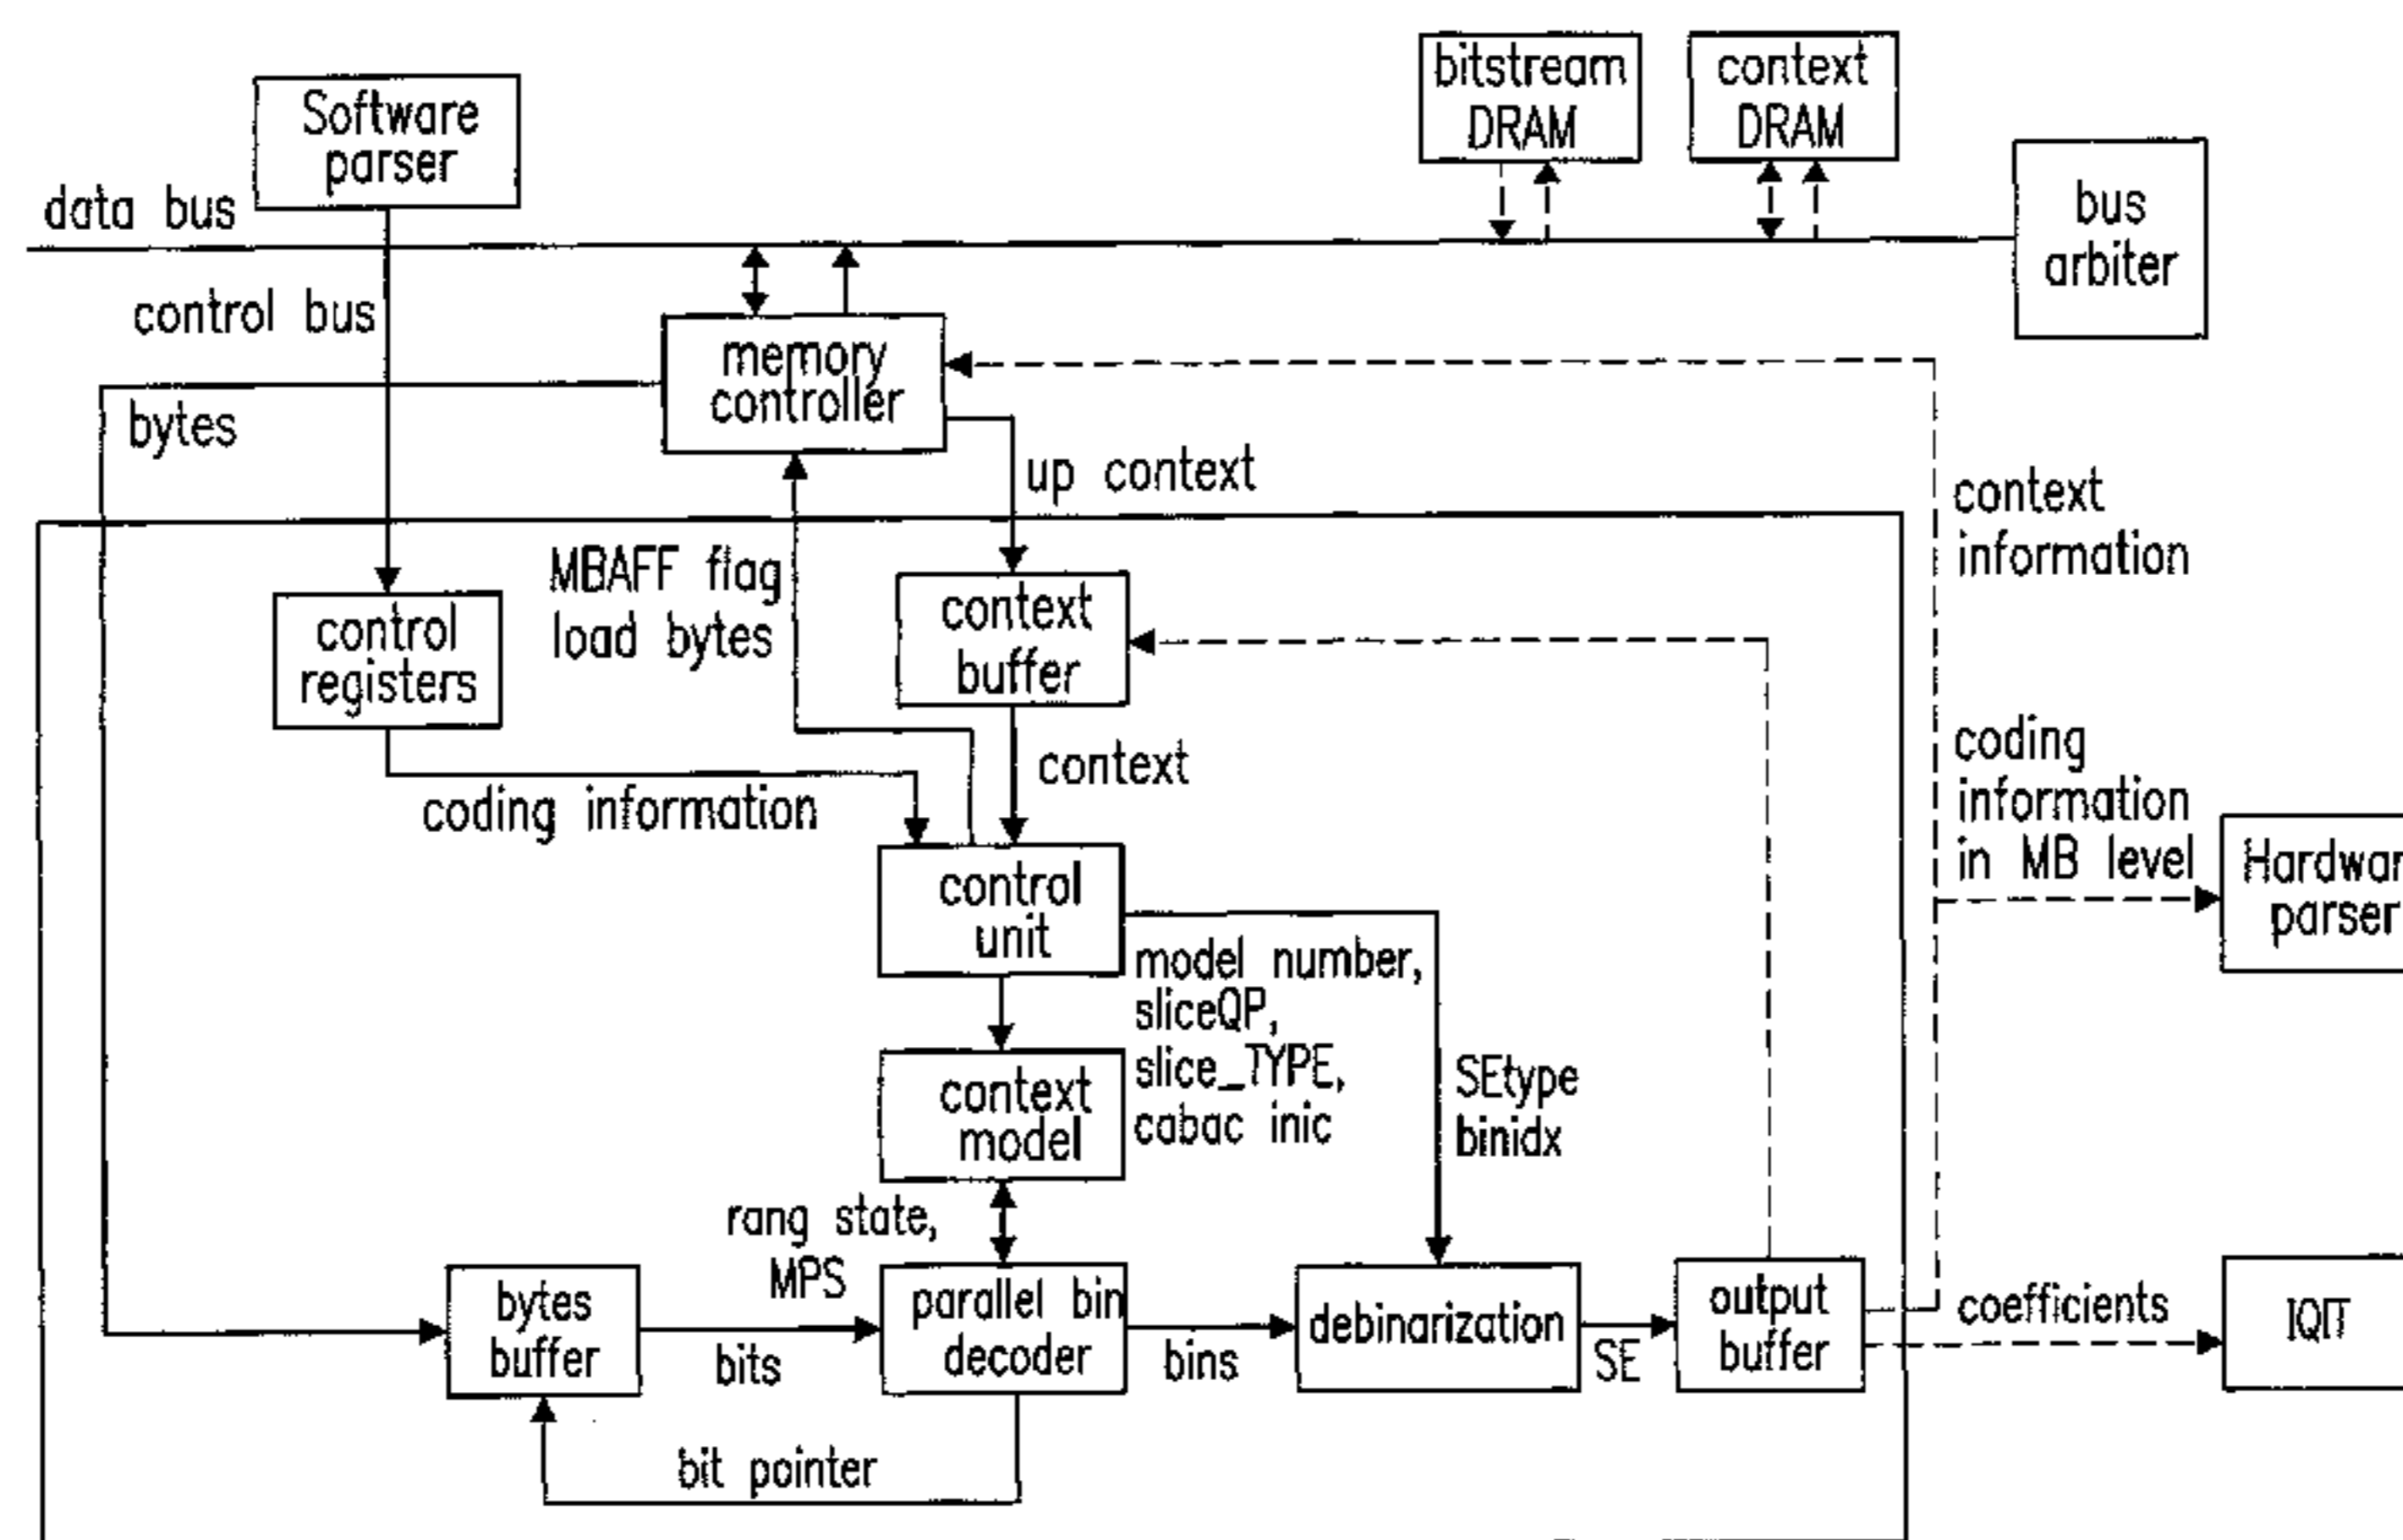 bitstream
DRAM
context
DRAM
Software
parser
bus
arbiter
data bus
control bus
memory
controller
bytes
up context
context
information
MBAFF flag
load bytes
context
buffer
control
registers
context
coding information
coding
information
in MB level
Hardwar
parser
control
unit
model number,
sliceQP,
slice_TYPE,
cabac inic
context
model
SEtype
binidx
rang state,
MPS
bytes
buffer
bits
parallel bin
decoder
bins
debinarization
SE
output
buffer
coefficients
IQIT
bit pointer